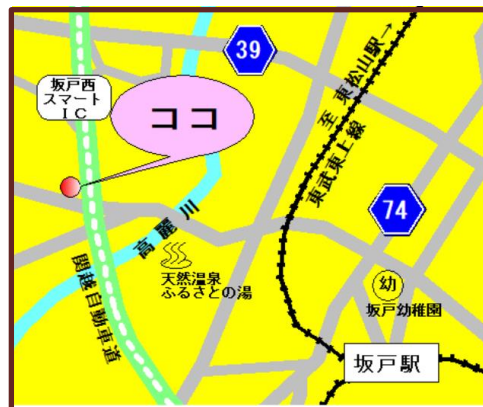 39
坂戸西
スマート
IC
ココ
至 東松山駅→
東武東上線
74
高麗川
天然温泉
ふるさとの湯
関越自動車道
幼
坂戸幼稚園
坂戸駅